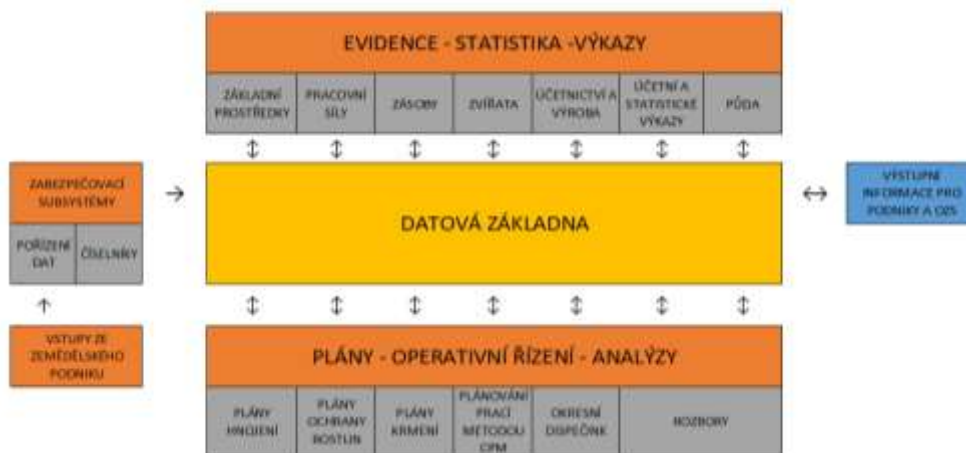 EVIDENCE - STATISTIKA -VÝKAZY
ZÁKLADNÍ
PROSTŘEDKY
PRACOVNÍ
SÍLY
ZÁSOBY
ZVÍŘATA
ÚČETNICTVÍ A
VÝROBA
ÚČETNÍ A
STATISTICKÉ
VÝKAZY
PŮDA
ZABEZPEČOVACÍ
SUBSYSTÉMY
POŘÍZENÍ
DAT
ČÍSELNÍKY
DATOVÁ ZÁKLADNA
VÝSTUPNÍ
INFORMACE PRO
PODNIKY A OZS
VSTUPY ZE
ZEMĚDĚLSKÉHO
PODNIKU
PLÁNY - OPERATIVNÍ ŘÍZENÍ - ANALÝZY
PLÁNY
HNOJENÍ
PLÁNY
OCHRANY
ROSTLIN
PLÁNY
KRMENÍ
PLÁNOVÁNÍ
PRACÍ
METODOU
CPM
OKRESNÍ
DISPEČINK
ROZBORY